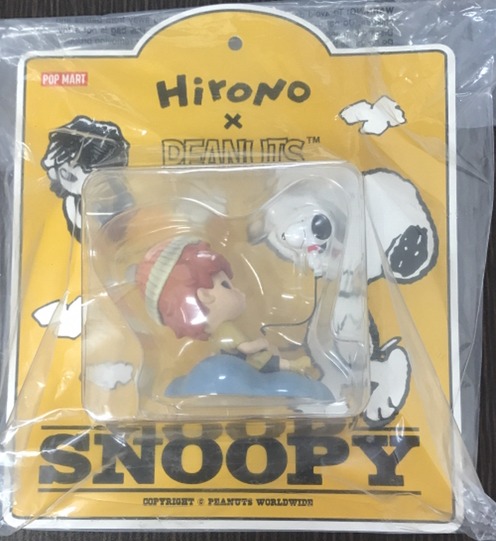 POP MART
Hirono
×
PEANUTS™
SNOOPY
COPYRIGHT © PEANUTS WORLDWIDE